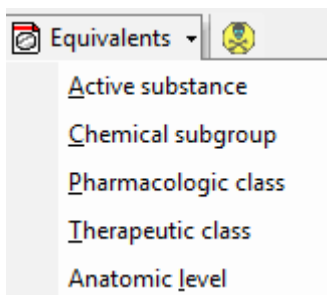 Equivalents
Active substance
Chemical subgroup
Pharmacologic class
Therapeutic class
Anatomic level